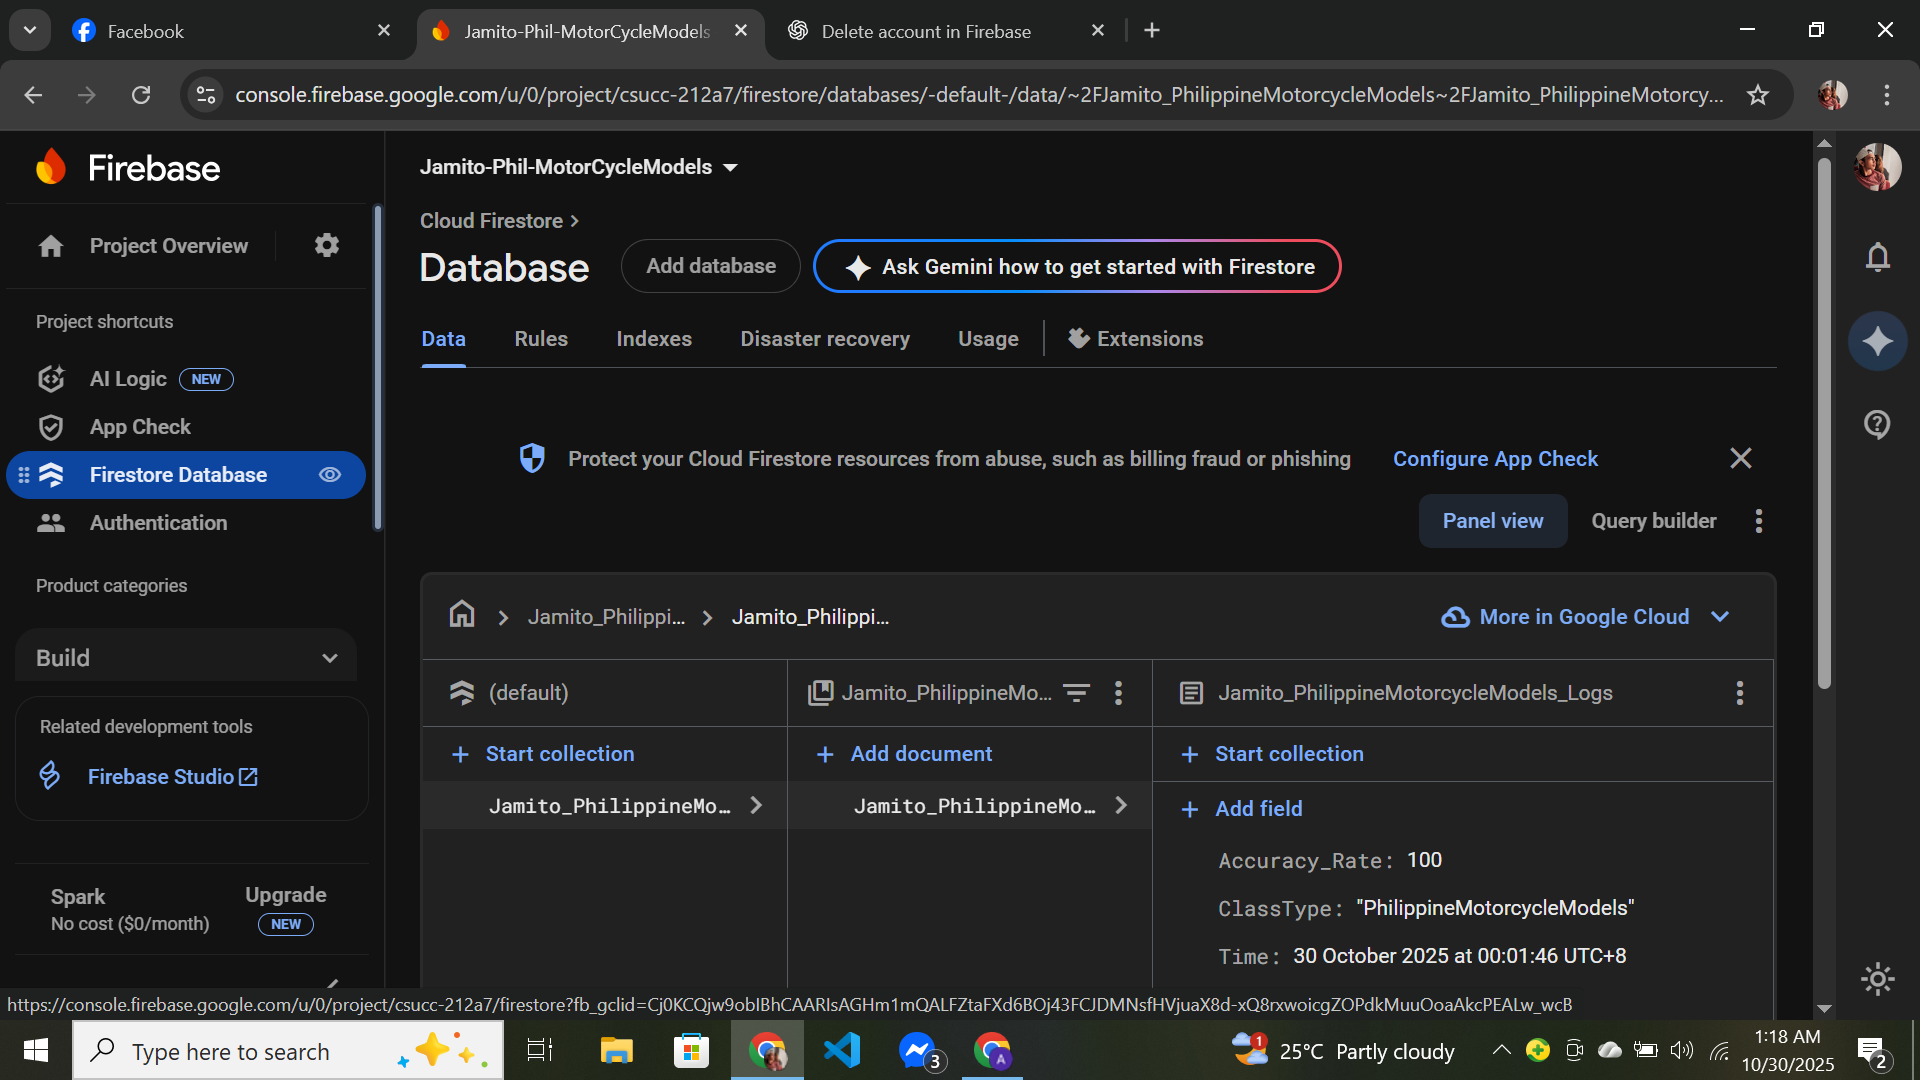 Facebook
Jamito-Phil-MotorCycleModels
Delete account in Firebase
console.firebase.google.com/u/0/project/csucc-212a7/firestore/databases/-default-/data/~2FJamito_PhilippineMotorcycleModels~2FJamito_PhilippineMotorcy...
Firebase
Project Overview
Project shortcuts
AI Logic NEW
App Check
Firestore Database
Authentication
Product categories
Build
Related development tools
Firebase Studio
Spark
No cost ($0/month)
Upgrade
NEW
Jamito-Phil-MotorCycleModels
Cloud Firestore
Database
Add database
Ask Gemini how to get started with Firestore
Data Rules Indexes Disaster recovery Usage Extensions
Protect your Cloud Firestore resources from abuse, such as billing fraud or phishing Configure App Check
Panel view Query builder
Jamito_Philippi... Jamito_Philippi... More in Google Cloud
(default) Jamito_PhilippineMo... Jamito_PhilippineMotorcycleModels_Logs
+ Start collection + Add document + Start collection
Jamito_PhilippineMo... Jamito_PhilippineMo... + Add field
Accuracy_Rate: 100
ClassType: "PhilippineMotorcycleModels"
Time: 30 October 2025 at 00:01:46 UTC+8
https://console.firebase.google.com/u/0/project/csucc-212a7/firestore?fb_gclid=Cj0KCQjw9obIBhCAARIsAGHm1mQALFZtaFXd6BOj43FCJDMNsfHVjuaX8d-xQ8rxwoicgZOPdkMuuOoaAkcPEALw_wcB
Type here to search
3
A
1
25°C Partly cloudy
1:18 AM
10/30/2025
2